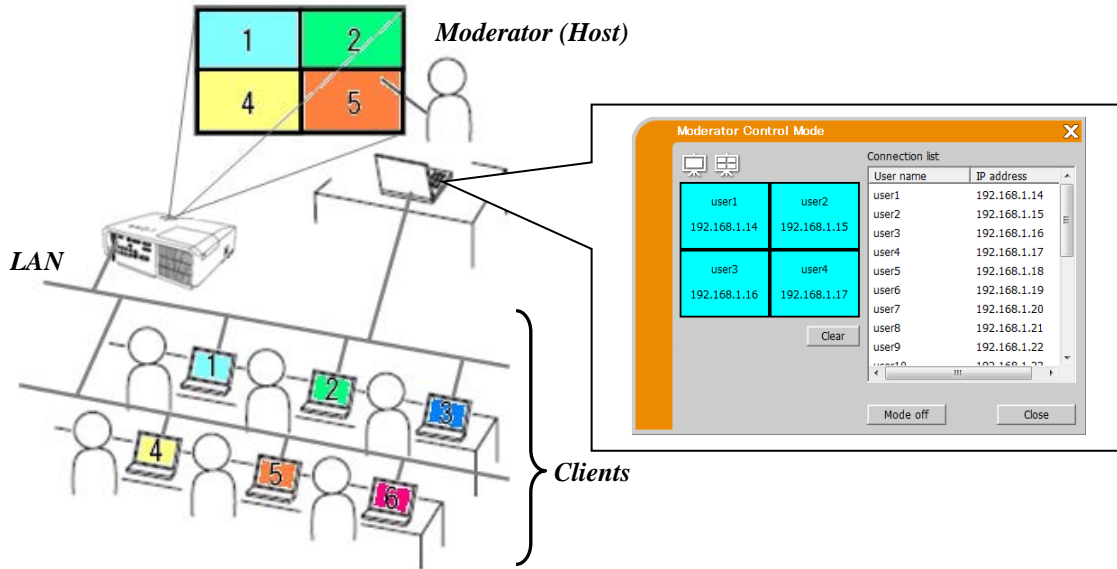 Moderator (Host)
1
2
4
5
Moderator Control Mode
Connection list
User name IP address
user1 192.168.1.14
user2 192.168.1.15
user3 192.168.1.16
user4 192.168.1.17
user5 192.168.1.18
user6 192.168.1.19
user7 192.168.1.20
user8 192.168.1.21
user9 192.168.1.22
user1 user2
192.168.1.14 192.168.1.15
user3 user4
192.168.1.16 192.168.1.17
Clear
Mode off Close
LAN
1
2
3
4
5
6
Clients